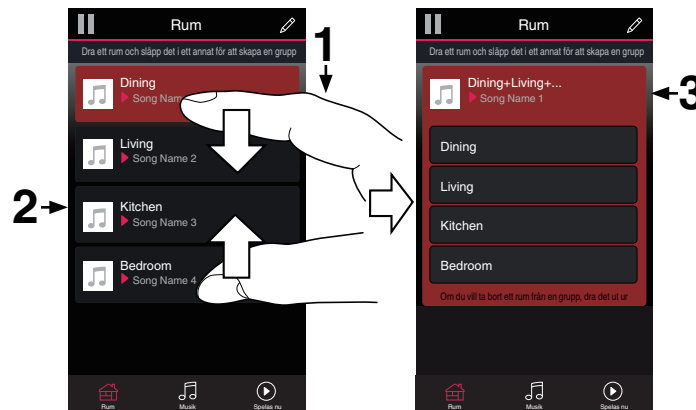 Rum
Dra ett rum och släpp det i ett annat för att skapa en grupp
1
Dining
Song Nam
Living
Song Name 2
2
Kitchen
Song Name 3
Bedroom
Song Name 4
Rum
Musik
Spelas nu
Rum
Dra ett rum och släpp det i ett annat för att skapa en grupp
Dining+Living+...
Song Name 1
3
Dining
Living
Kitchen
Bedroom
Om du vill ta bort ett rum från en grupp, dra det ut ur
Rum
Musik
Spelas nu